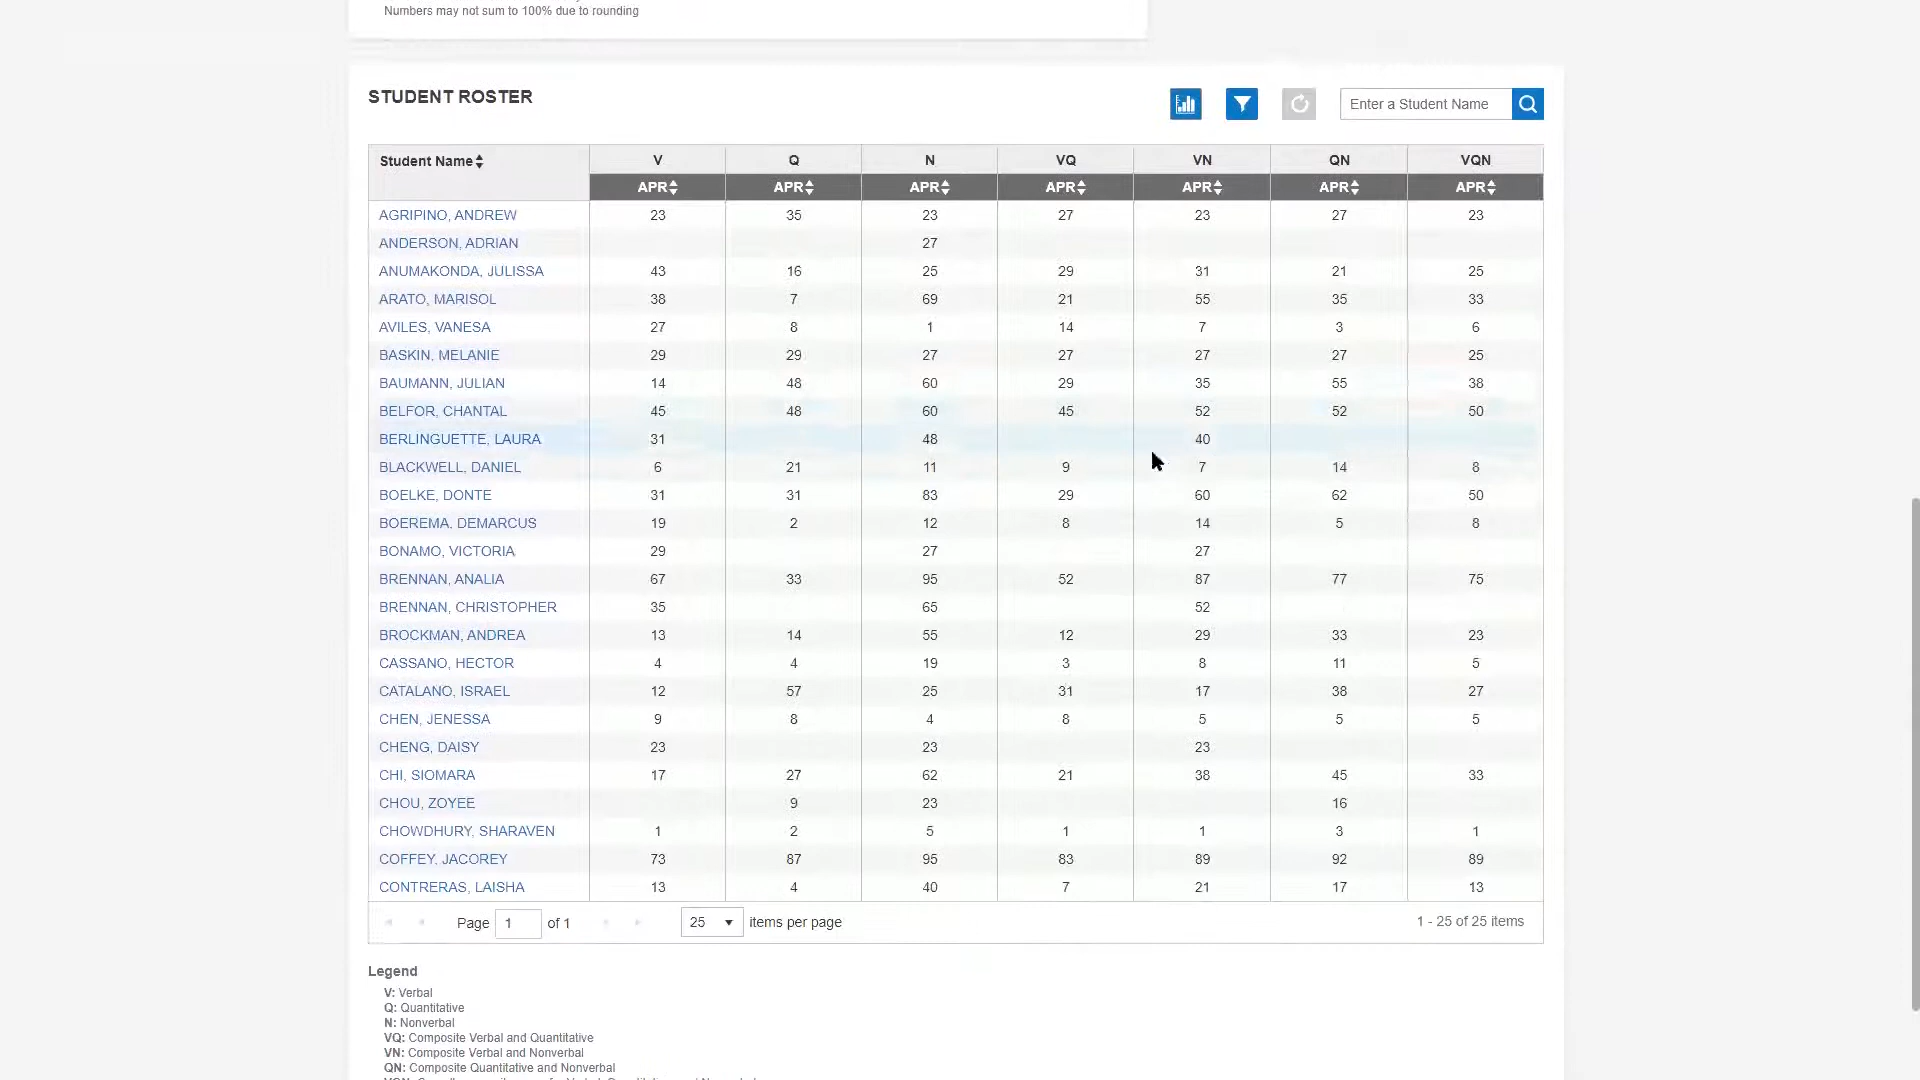 Numbers may not sum to 100% due to rounding
STUDENT ROSTER
Enter a Student Name
Student Name V Q N VQ VN QN VQN
APR APR APR APR APR APR APR
AGRIPINO, ANDREW 23 35 23 27 23 27 23
ANDERSON, ADRIAN 27
ANUMAKONDA, JULISSA 43 16 25 29 31 21 25
ARATO, MARISOL 38 7 69 21 55 35 33
AVILES, VANESA 27 8 1 14 7 3 6
BASKIN, MELANIE 29 29 27 27 27 27 25
BAUMANN, JULIAN 14 48 60 29 35 55 38
BELFOR, CHANTAL 45 48 60 45 52 52 50
BERLINGUETTE, LAURA 31 48 40
BLACKWELL, DANIEL 6 21 11 9 7 14 8
BOELKE, DONTE 31 31 83 29 60 62 50
BOEREMA, DEMARCUS 19 2 12 8 14 5 8
BONAMO, VICTORIA 29 27 27
BRENNAN, ANALIA 67 33 95 52 87 77 75
BRENNAN, CHRISTOPHER 35 65 52
BROCKMAN, ANDREA 13 14 55 12 29 33 23
CASSANO, HECTOR 4 4 19 3 8 11 5
CATALANO, ISRAEL 12 57 25 31 17 38 27
CHEN, JENESSA 9 8 4 8 5 5 5
CHENG, DAISY 23 23 23
CHI, SIOMARA 17 27 62 21 38 45 33
CHOU, ZOYEE 9 23 16
CHOWDHURY, SHARAVEN 1 2 5 1 1 3 1
COFFEY, JACOREY 73 87 95 83 89 92 89
CONTRERAS, LAISHA 13 4 40 7 21 17 13
Page 1 of 1 25 items per page 1 - 25 of 25 items
Legend
V: Verbal
Q: Quantitative
N: Nonverbal
VQ: Composite Verbal and Quantitative
VN: Composite Verbal and Nonverbal
QN: Composite Quantitative and Nonverbal